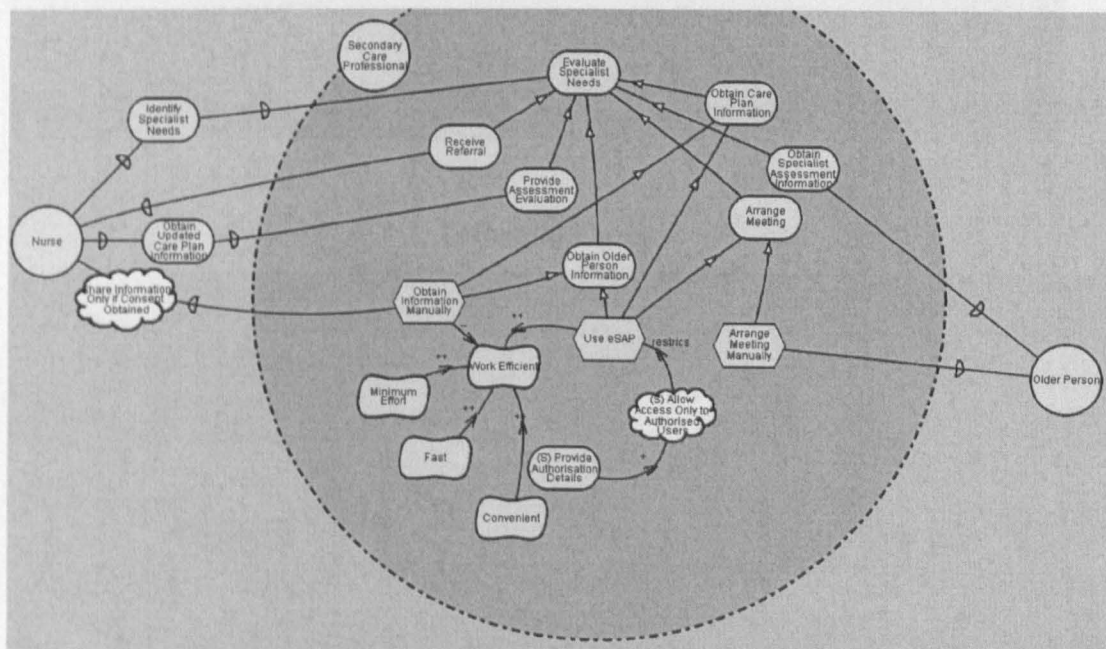 Secondary
Care
Professional
Evaluate
Specialist
Needs
Obtain Care
Plan
Information
Identify
Specialist
Needs
Receive
Referral
Obtain
Specialist
Assessment
Information
Provide
Assessment
Evaluation
Arrange
Meeting
Nurse
Obtain
Updated
Care Plan
Information
Obtain Older
Person
Information
Share Information
Only if Consent
Obtained
Obtain
Information
Manually
++
Use eSAP
restrics
Arrange
Meeting
Manually
-
Work Efficient
++
Minimum
Effort
Older Person
(S) Allow
Access Only to
Authorised
Users
++
++
Fast
(S) Provide
Authorisation
Details
+
Convenient